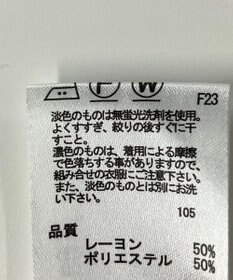 F W
F23
淡色のものは無蛍光洗剤を使用。
よくすすぎ、絞りの後すぐに干
すこと。
濃色のものは、着用による摩擦
で色落ちする事がありますので、
組み合せの衣服にご注意下さい。
また、淡色のものとは別にお洗
い下さい。
105
品質
レーヨン 50%
ポリエステル 50%